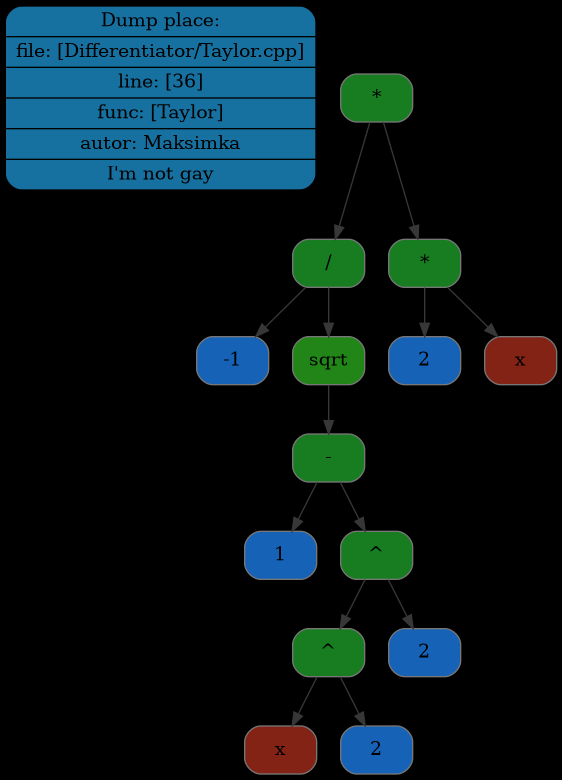 Dump place:
file: [Differentiator/Taylor.cpp]
line: [36]
func: [Taylor]
autor: Maksimka
I'm not gay
*
/
*
-1
sqrt
2
x
-
1
^
^
2
x
2